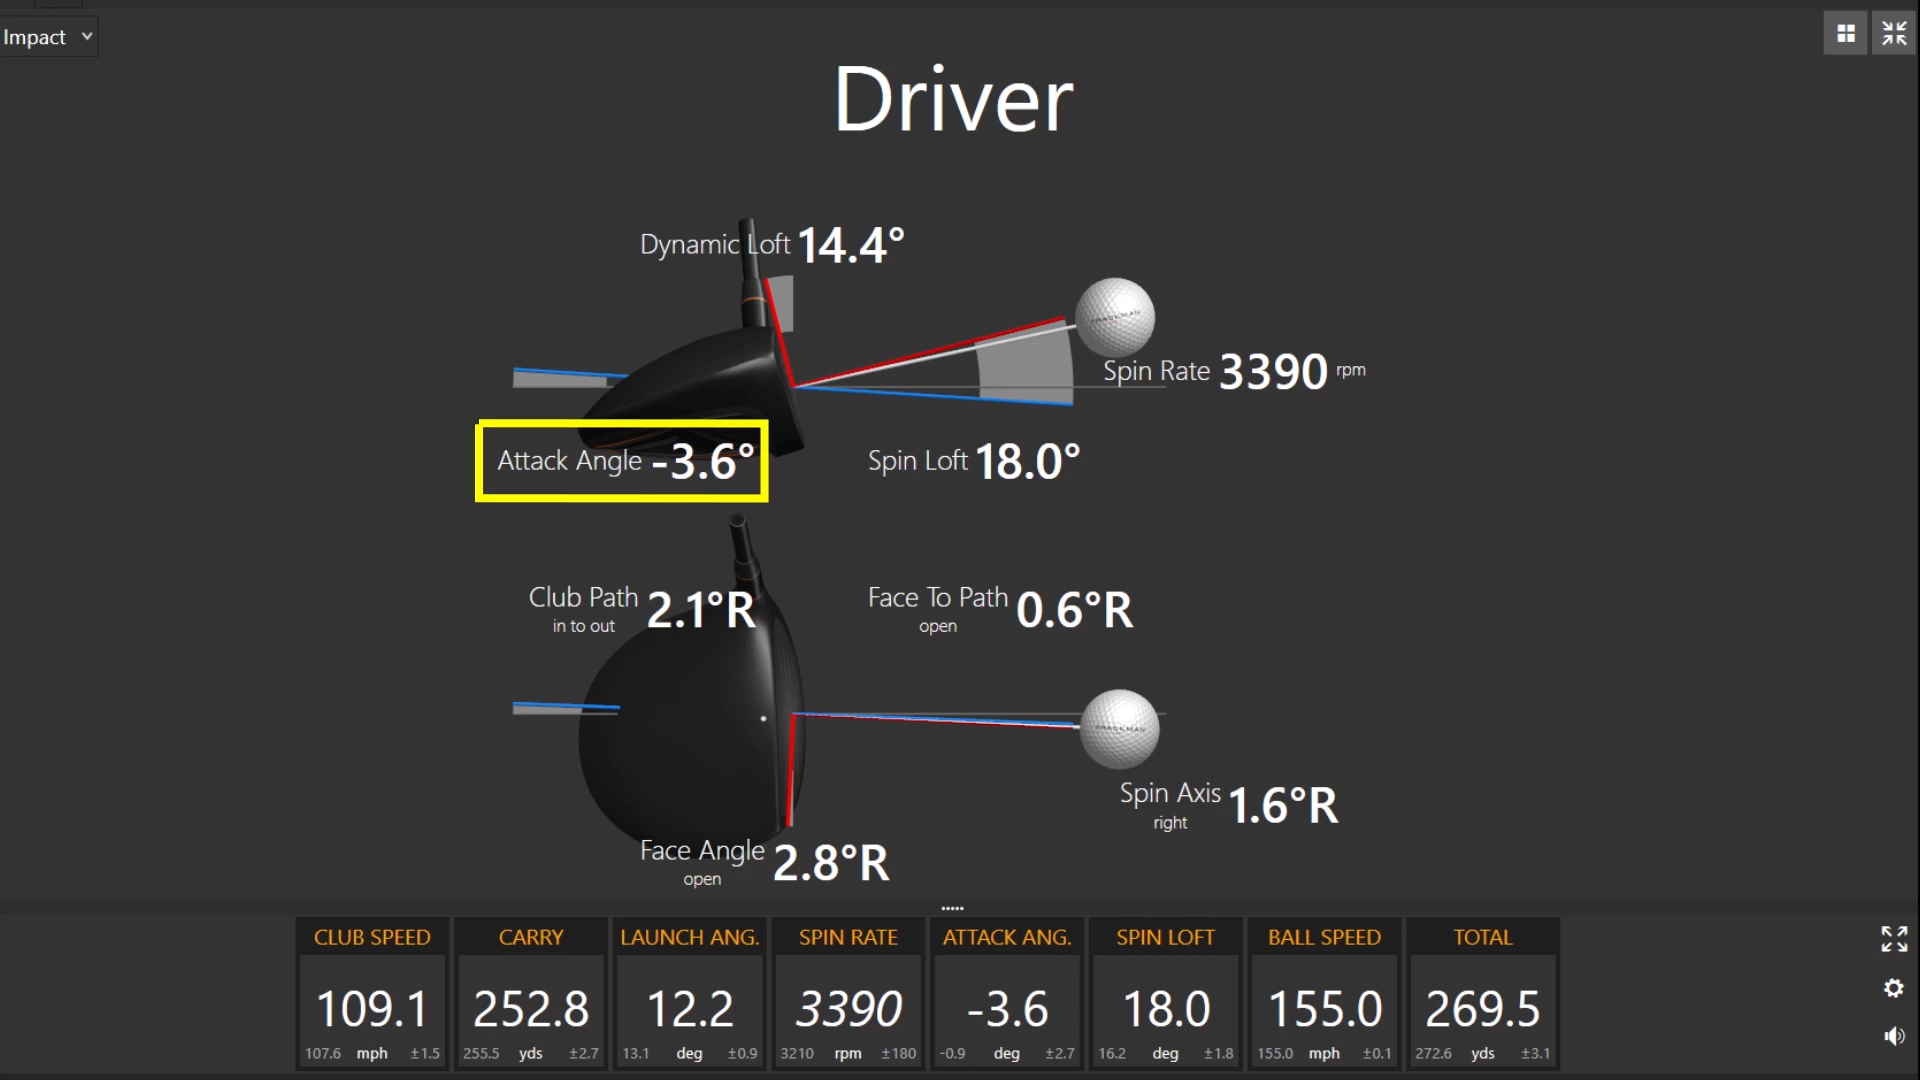 Impact
Driver
Dynamic Loft 14.4°
TRACKMAN
Spin Rate 3390 rpm
Attack Angle -3.6°
Spin Loft 18.0°
Club Path 2.1°R
in to out
Face To Path 0.6°R
open
TRACKMAN
Spin Axis 1.6°R
right
Face Angle 2.8°R
open
CLUB SPEED CARRY LAUNCH ANG. SPIN RATE ATTACK ANG. SPIN LOFT BALL SPEED TOTAL
109.1 252.8 12.2 3390 -3.6 18.0 155.0 269.5
107.6 mph ±1.5 255.5 yds ±2.7 13.1 deg ±0.9 3210 rpm ±180 -0.9 deg ±2.7 16.2 deg ±1.8 155.0 mph ±0.1 272.6 yds ±3.1